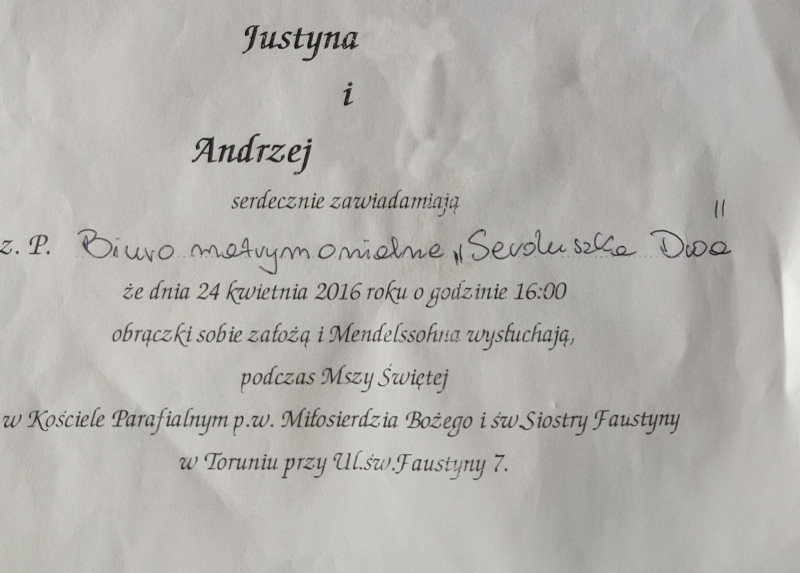 Justyna
i
Andrzej
serdecznie zawiadamiają
z. P. Biuro matrymonialne „Serduszka Dwa"
że dnia 24 kwietnia 2016 roku o godzinie 16:00
obrączki sobie założą i Mendelssohna wysłuchają,
podczas Mszy Świętej
w Kościele Parafialnym p.w. Miłosierdzia Bożego i św.Siostry Faustyny
w Toruniu przy Ul.św.Faustyny 7.